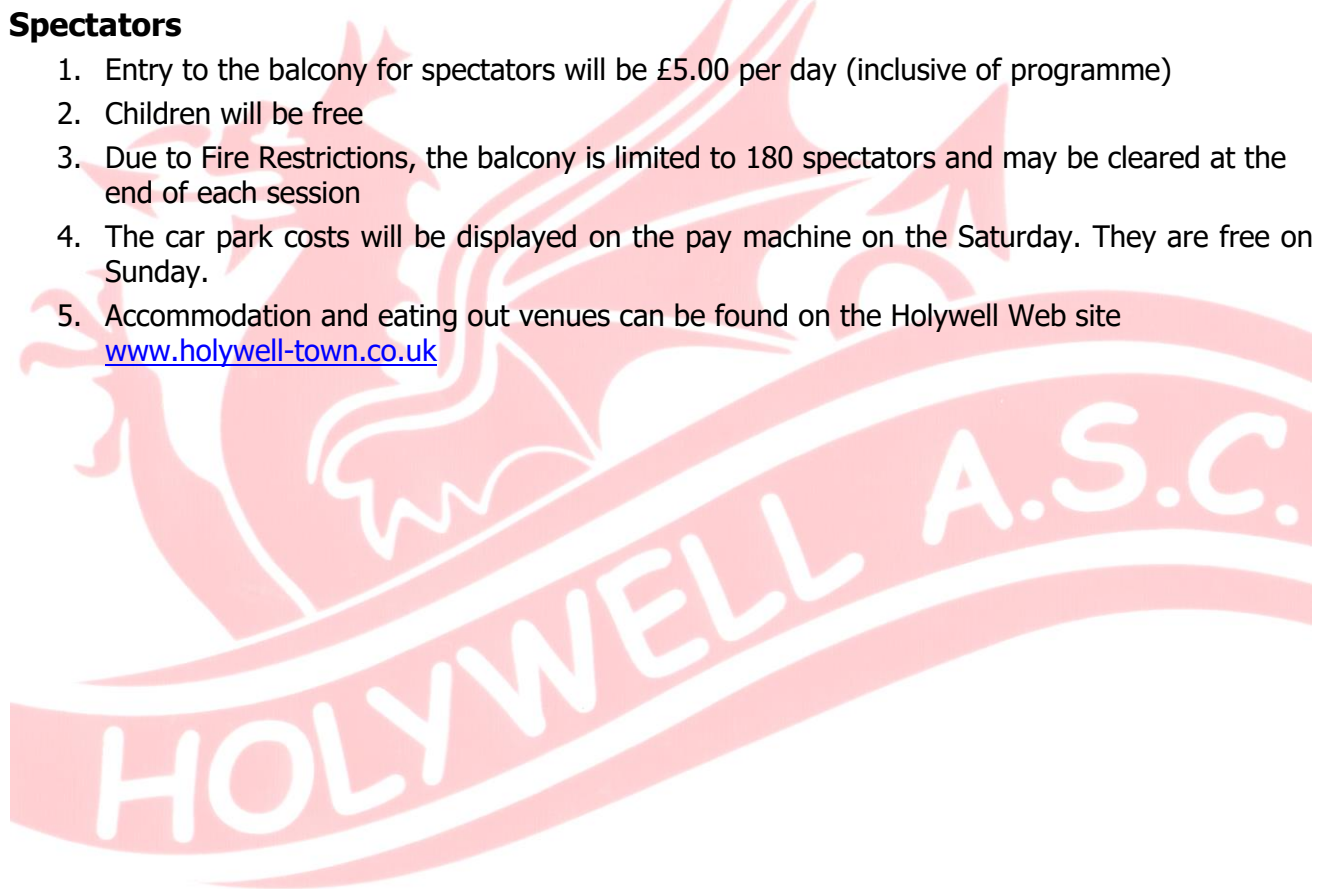 Spectators
1. Entry to the balcony for spectators will be £5.00 per day (inclusive of programme)
2. Children will be free
3. Due to Fire Restrictions, the balcony is limited to 180 spectators and may be cleared at the
end of each session
4. The car park costs will be displayed on the pay machine on the Saturday. They are free on
Sunday.
5. Accommodation and eating out venues can be found on the Holywell Web site
www.holywell-town.co.uk
HOLYWELL A.S.C.